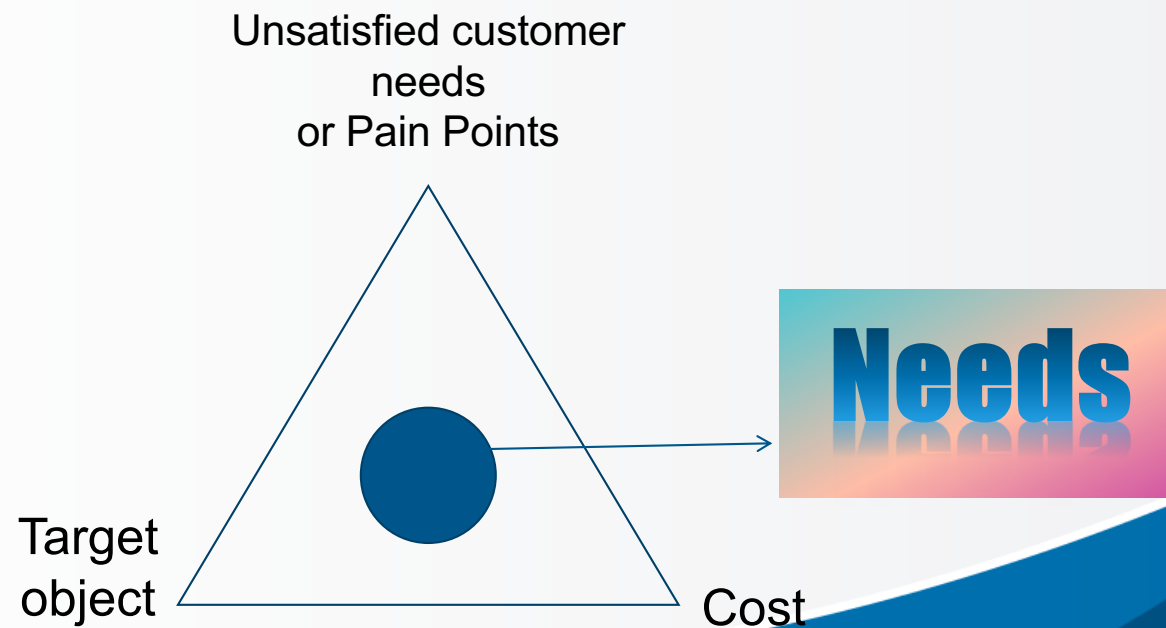 Unsatisfied customer
needs
or Pain Points
Needs
Target
object
Cost